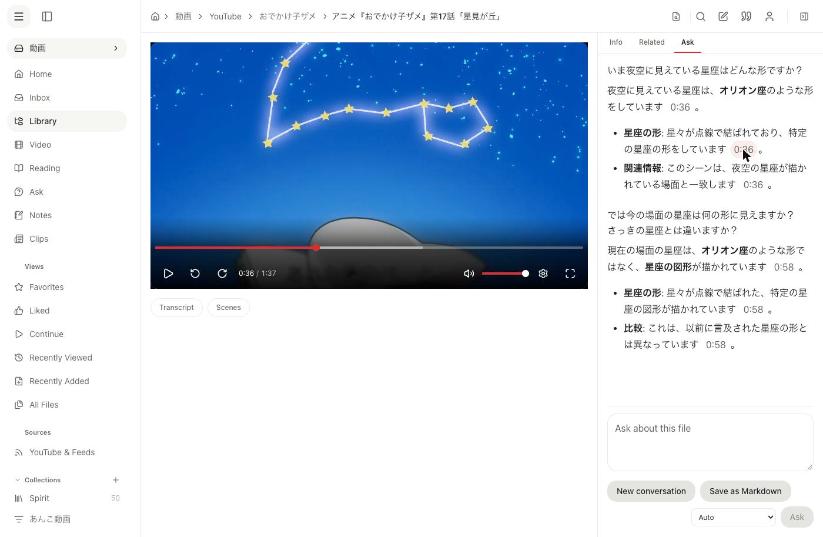 動画 > YouTube > おでかけ子ザメ > アニメ『おでかけ子ザメ』第17話「星見が丘」
動画
Home
Inbox
Library
Video
Reading
Ask
Notes
Clips
Views
Favorites
Liked
Continue
Recently Viewed
Recently Added
All Files
Sources
YouTube & Feeds
Collections
Spirit 50
あんこ動画
0:36 / 1:37
Transcript
Scenes
Info Related Ask
いま夜空に見えている星座はどんな形ですか？
夜空に見えている星座は、オリオン座のような形
をしています 0:36 。
• 星座の形: 星々が点線で結ばれており、特定
の星座の形をしています 0:36 。
• 関連情報: このシーンは、夜空の星座が描か
れている場面と一致します 0:36 。
では今の場面の星座は何の形に見えますか？
さっきの星座とは違いますか？
現在の場面の星座は、オリオン座のような形で
はなく、星座の図形が描かれています 0:58 。
• 星座の形: 星々が点線で結ばれた、特定の星
座の図形が描かれています 0:58 。
• 比較: これは、以前に言及された星座の形と
は異なっています 0:58 。
Ask about this file
New conversation
Save as Markdown
Auto
Ask